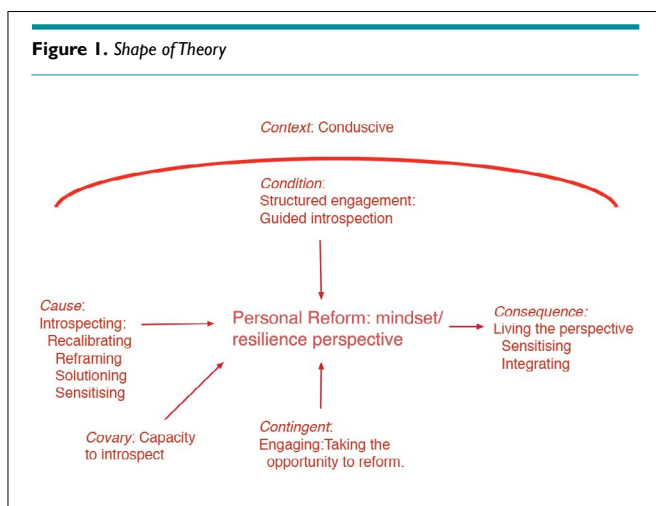 Figure 1. Shape of Theory
Context: Conduscive
Condition:
Structured engagement:
Guided introspection
Cause:
Introspecting:
Recalibrating
Reframing
Solutioning
Sensitising
Personal Reform: mindset/
resilience perspective
Consequence:
Living the perspective
Sensitising
Integrating
Covary: Capacity
to introspect
Contingent:
Engaging:Taking the
opportunity to reform.